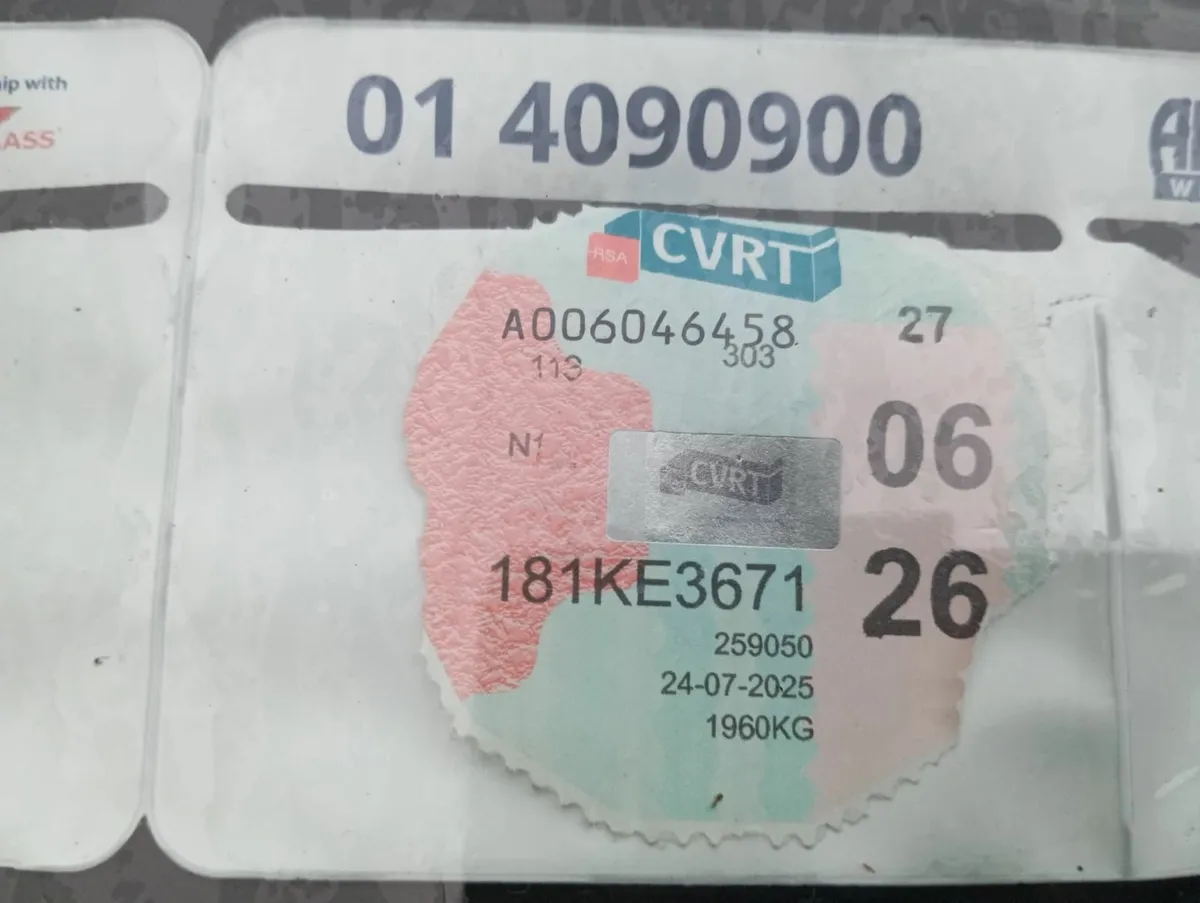 ip with
ASS
01 4090900
W
RSA
CVRT
A006046458
27
113
303
06
N1
CVRT
181KE3671
26
259050
24-07-2025
1960KG